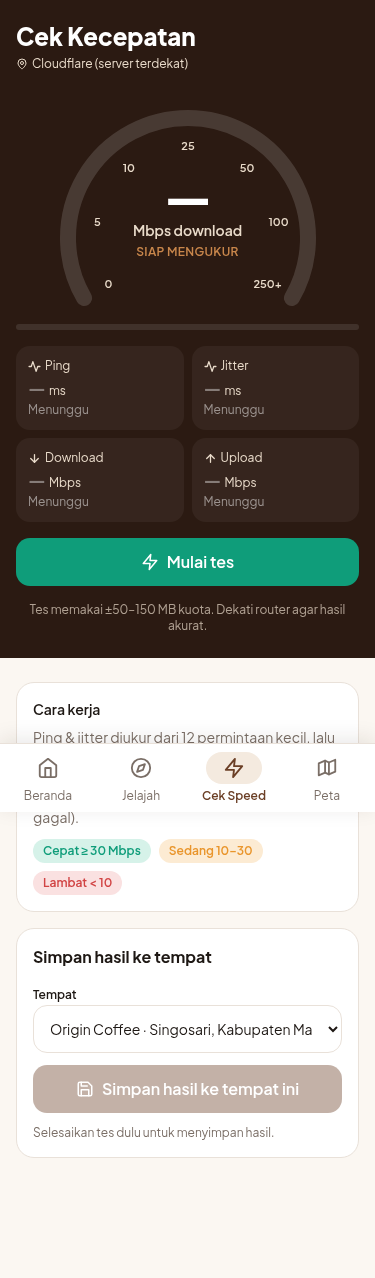 Cek Kecepatan
Cloudflare (server terdekat)
25
10
50
5
100
— 
Mbps download
SIAP MENGUKUR
0
250+
Ping
— ms
Menunggu
Jitter
— ms
Menunggu
Download
— Mbps
Menunggu
Upload
— Mbps
Menunggu
Mulai tes
Tes memakai ±50–150 MB kuota. Dekati router agar hasil
akurat.
Cara kerja
Ping & jitter diukur dari 12 permintaan kecil, lalu
Beranda
Jelajah
Cek Speed
Peta
gagal).
Cepat ≥ 30 Mbps
Sedang 10–30
Lambat < 10
Simpan hasil ke tempat
Tempat
Origin Coffee · Singosari, Kabupaten Ma
Simpan hasil ke tempat ini
Selesaikan tes dulu untuk menyimpan hasil.